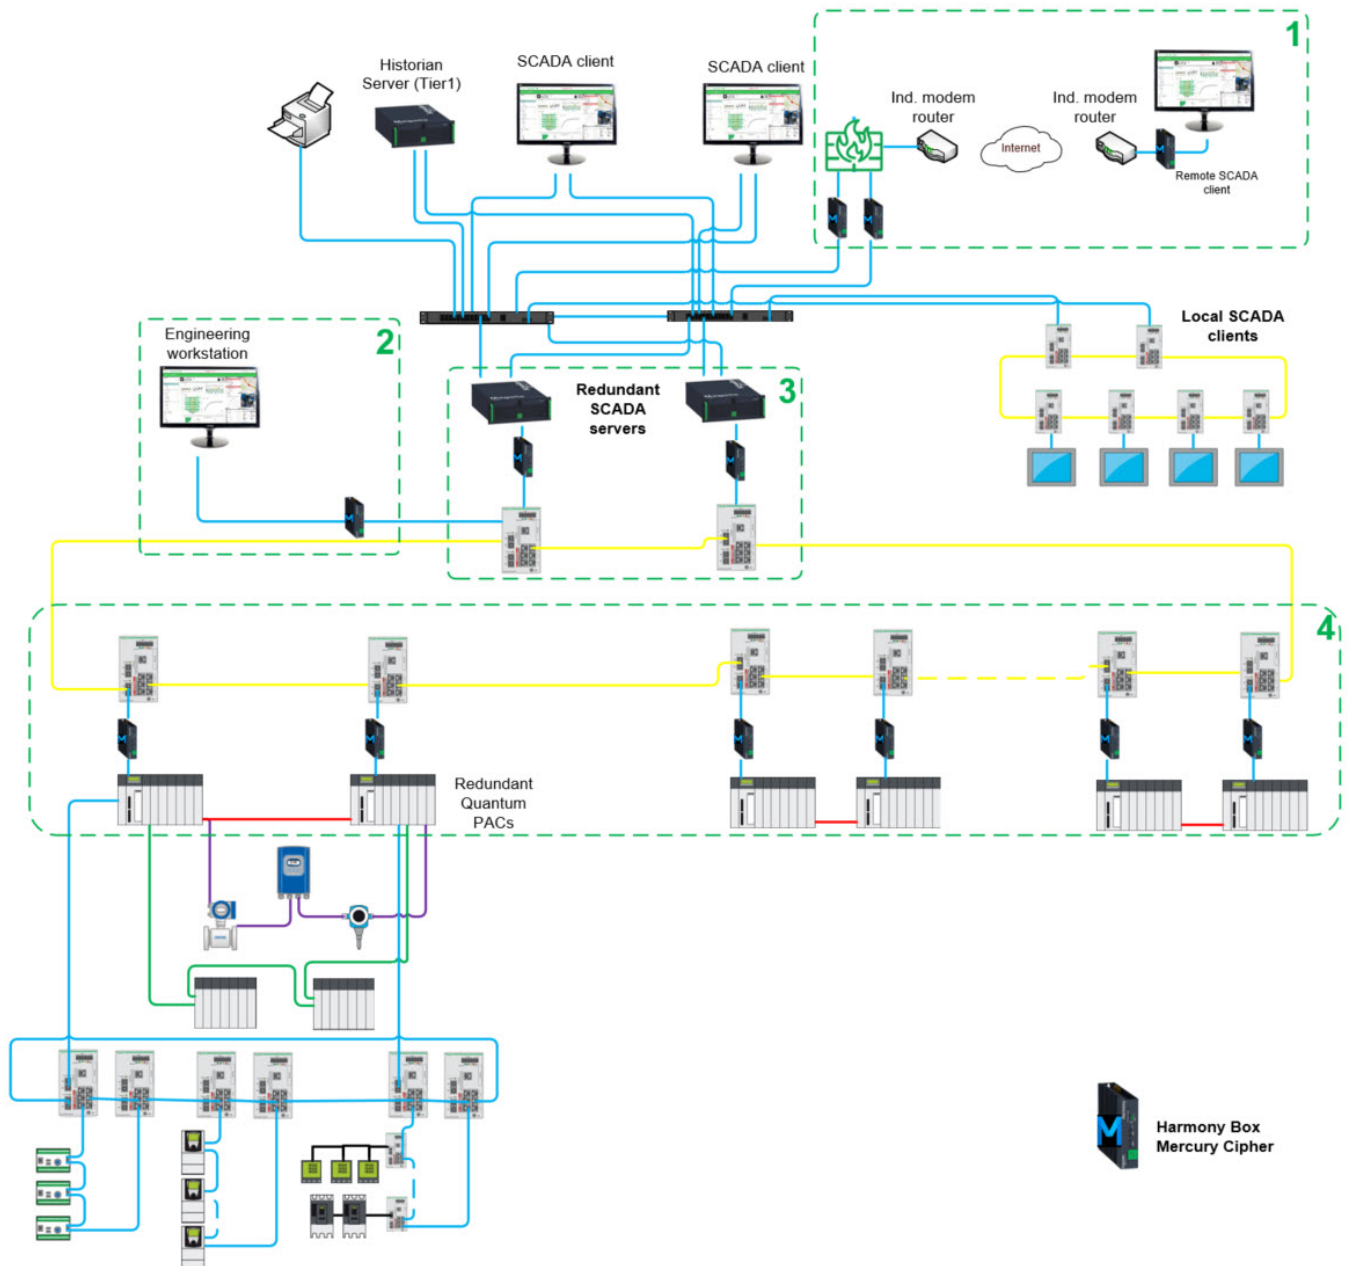 1
Historian
Server (Tier1)
SCADA client
SCADA client
Ind. modem
router
Internet
Ind. modem
router
Remote SCADA
client
2
Engineering
workstation
3
Redundant
SCADA
servers
Local SCADA
clients
4
Redundant
Quantum
PACs
M
Harmony Box
Mercury Cipher